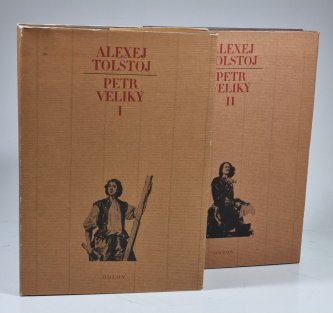 ALEXEJ
TOLSTOJ
PETR
VELIKÝ
I
ODEON
ALEXEJ
TOLSTOJ
PETR
VELIKÝ
II
ODEON